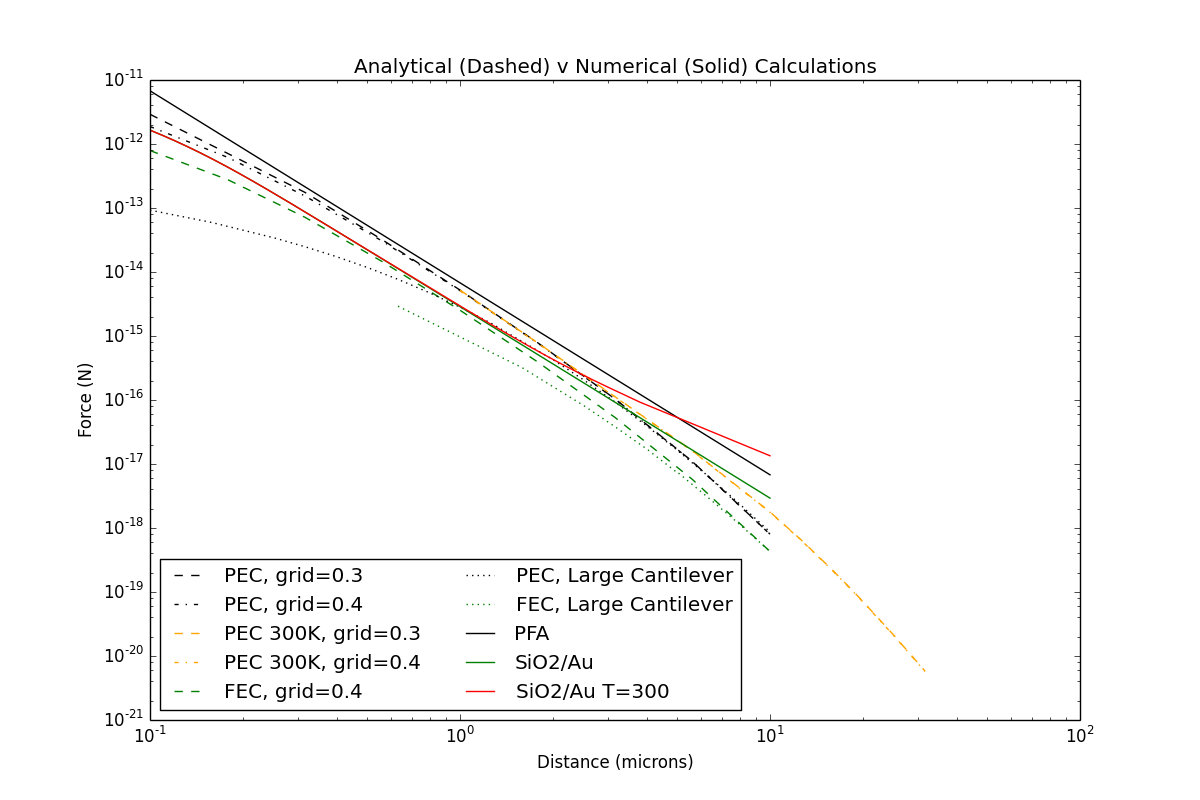 Analytical (Dashed) v Numerical (Solid) Calculations
10^-11
10^-12
10^-13
10^-14
10^-15
10^-16
10^-17
10^-18
10^-19
10^-20
10^-21
Force (N)
PEC, grid=0.3
PEC, grid=0.4
PEC 300K, grid=0.3
PEC 300K, grid=0.4
FEC, grid=0.4
PEC, Large Cantilever
FEC, Large Cantilever
PFA
SiO2/Au
SiO2/Au T=300
10^-1 10^0 10^1 10^2
Distance (microns)